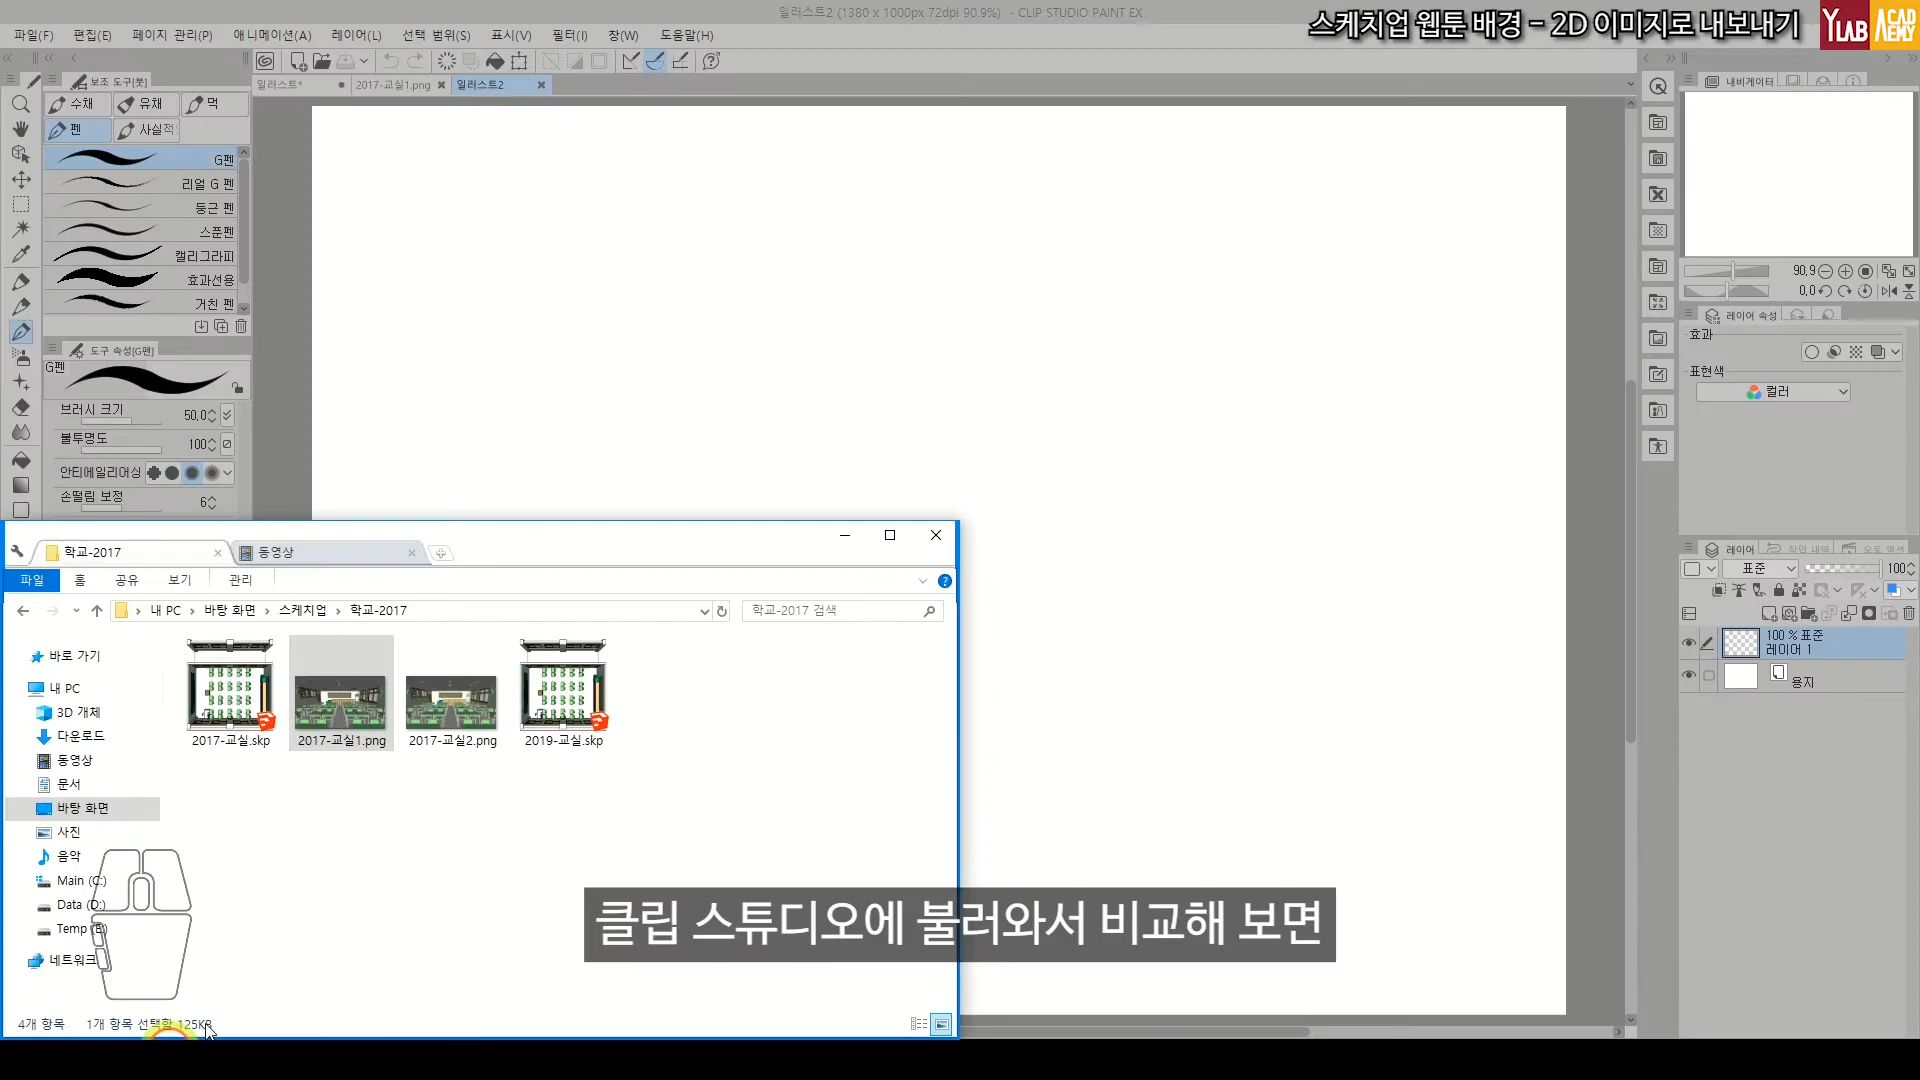 일러스트2 (1380 x 1000px 72dpi 90.9%) - CLIP STUDIO PAINT EX
스케치업 웹툰 배경 – 2D 이미지로 내보내기
YLAB ACADEMY
파일(F) 편집(E) 페이지 관리(P) 애니메이션(A) 레이어(L) 선택 범위(S) 표시(V) 필터(I) 창(W) 도움말(H)
보조 도구[펜]
일러스트* 2017-교실1.png 일러스트2
내비게이터
수채 유채 먹
펜 사실적
G펜
리얼 G 펜
둥근 펜
스푼펜
캘리그라피
효과선용
거친 펜
90.9
0.0
도구 속성[G펜]
G펜
브러시 크기 50.0
불투명도 100
안티에일리어싱
손떨림 보정 6
레이어 속성
효과
표현색
컬러
레이어 작업 내역 오토 액션
표준 100
100 % 표준
레이어 1
용지
학교-2017 동영상
파일 홈 공유 보기 관리
내 PC 바탕 화면 스케치업 학교-2017
학교-2017 검색
바로 가기
내 PC
3D 개체
다운로드
동영상
문서
바탕 화면
사진
음악
Main (C:)
Data (D:)
Temp (E:)
네트워크
2017-교실.skp 2017-교실1.png 2017-교실2.png 2019-교실.skp
클립 스튜디오에 불러와서 비교해 보면
4개 항목 1개 항목 선택함 125KB